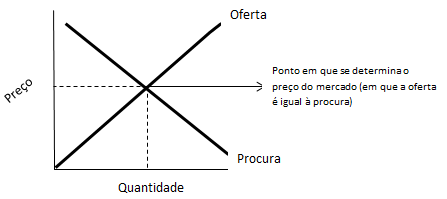 Oferta
Ponto em que se determina o
preço do mercado (em que a oferta
é igual à procura)
Preço
Procura
Quantidade